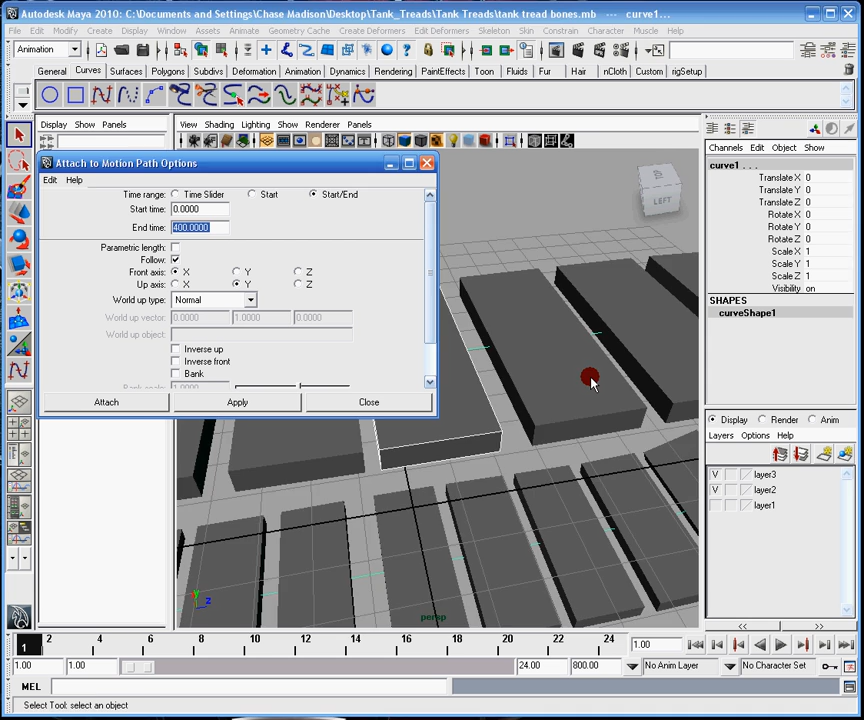 Autodesk Maya 2010: C:\Documents and Settings\Chase Madison\Desktop\Tank_Treads\Tank Treads\tank tread bones.mb --- curve1...
File Edit Modify Create Display Window Assets Animate Geometry Cache Create Deformers Edit Deformers Skeleton Skin Constrain Character Muscle Help
Animation
General Curves Surfaces Polygons Subdivs Deformation Animation Dynamics Rendering PaintEffects Toon Fluids Fur Hair nCloth Custom rigSetup
Display Show Panels
View Shading Lighting Show Renderer Panels
Channels Edit Object Show
Attach to Motion Path Options
Edit Help
Time range: Time Slider Start Start/End
Start time: 0.0000
End time: 400.0000
Parametric length:
Follow:
Front axis: X Y Z
Up axis: X Y Z
World up type: Normal
World up vector: 0.0000 1.0000 0.0000
World up object:
Inverse up
Inverse front
Bank
Bank scale: 1.0000
Attach Apply Close
LEFT
curve1 . . .
Translate X 0
Translate Y 0
Translate Z 0
Rotate X 0
Rotate Y 0
Rotate Z 0
Scale X 1
Scale Y 1
Scale Z 1
Visibility on
SHAPES
curveShape1
Display Render Anim
Layers Options Help
V layer3
V layer2
layer1
y z
persp
1 2 4 6 8 10 12 14 16 18 20 22 24 1.00
1.00 1.00 24.00 800.00 No Anim Layer No Character Set
MEL
Select Tool: select an object